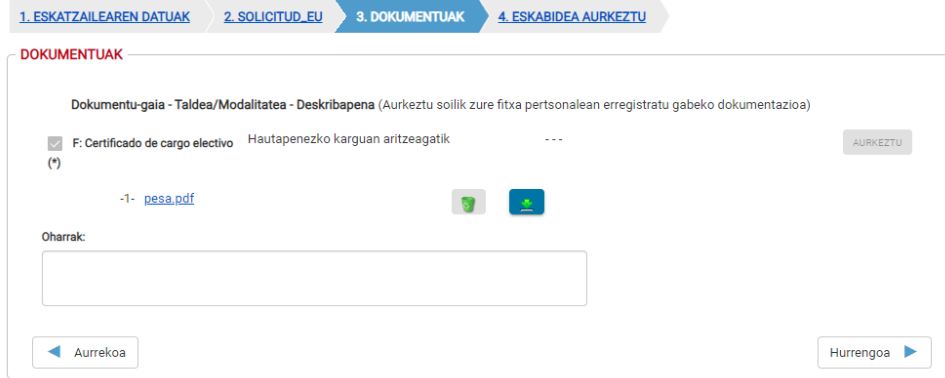 1. ESKATZAILEAREN DATUAK 2. SOLICITUD_EU 3. DOKUMENTUAK 4. ESKABIDEA AURKEZTU
DOKUMENTUAK
Dokumentu-gaia - Taldea/Modalitatea - Deskribapena (Aurkeztu soilik zure fitxa pertsonalean erregistratu gabeko dokumentazioa)
F: Certificado de cargo electivo Hautapenezko karguan aritzeagatik - - - AURKEZTU
(*)
-1- pesa.pdf
Oharrak:
Aurrekoa Hurrengoa